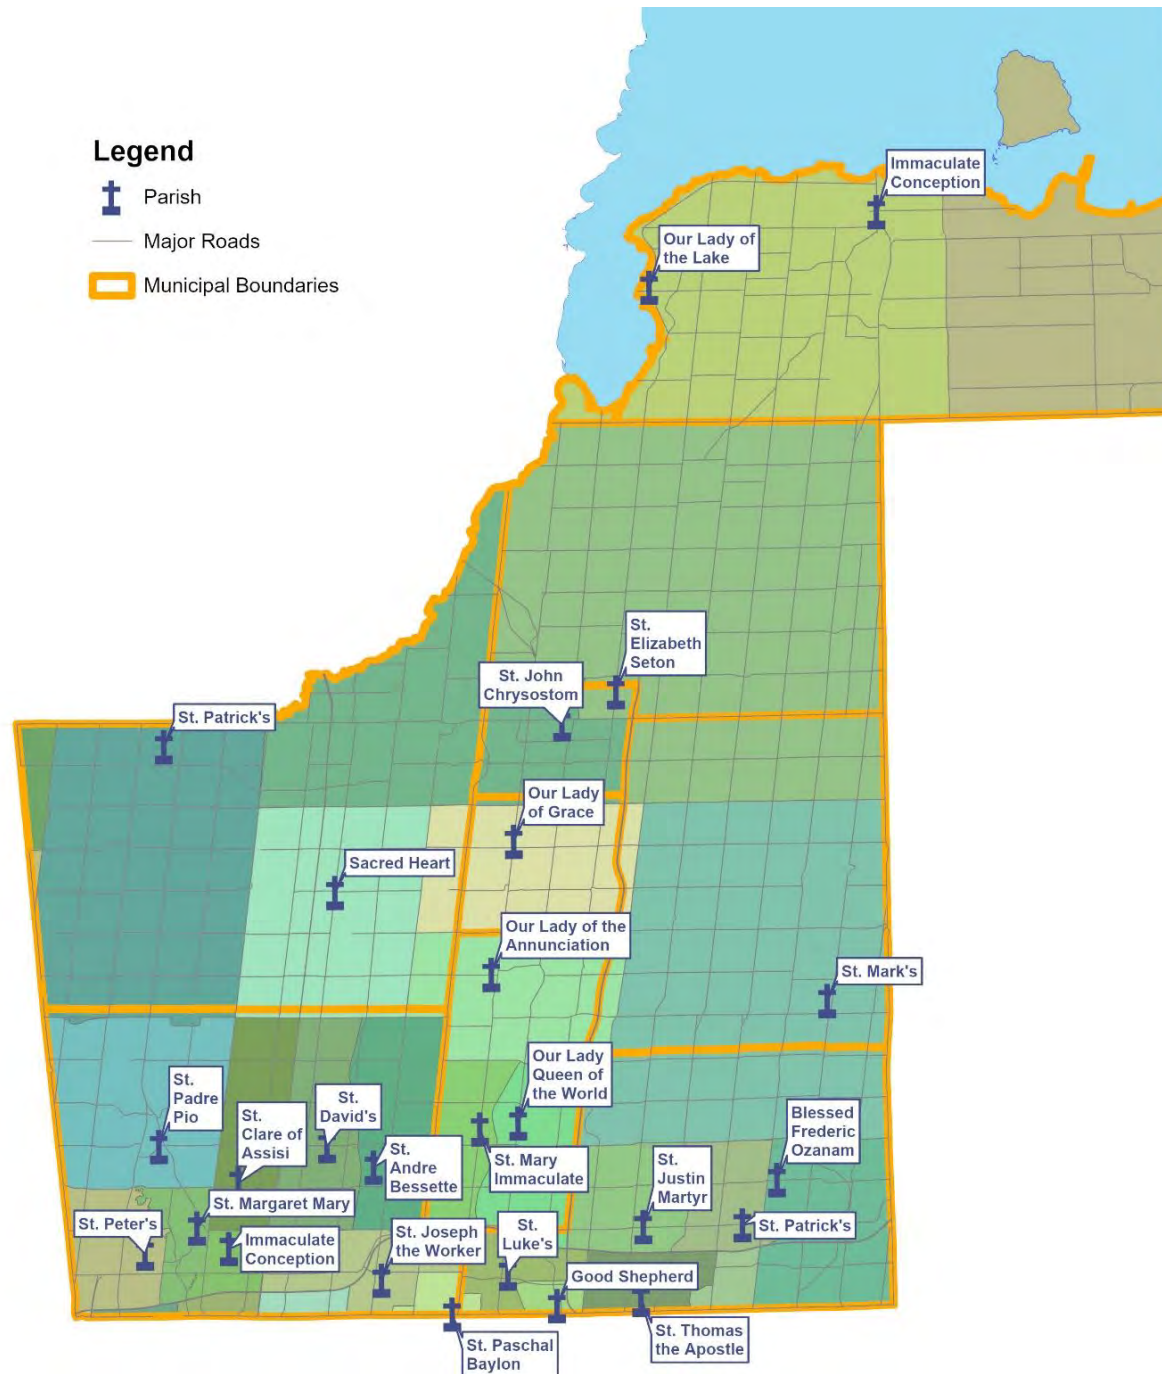 Legend
Parish
Major Roads
Municipal Boundaries
Immaculate
Conception
Our Lady of
the Lake
St.
Elizabeth
Seton
St. John
Chrysostom
St. Patrick's
Our Lady
of Grace
Sacred Heart
Our Lady of the
Annunciation
St. Mark's
Our Lady
Queen of
the World
St.
Padre
Pio
St.
Clare of
Assisi
St.
David's
St.
Andre
Bessette
St. Mary
Immaculate
St.
Justin
Martyr
Blessed
Frederic
Ozanam
St. Margaret Mary
St. Peter's
Immaculate
Conception
St. Joseph
the Worker
St.
Luke's
St. Patrick's
Good Shepherd
St. Paschal
Baylon
St. Thomas
the Apostle